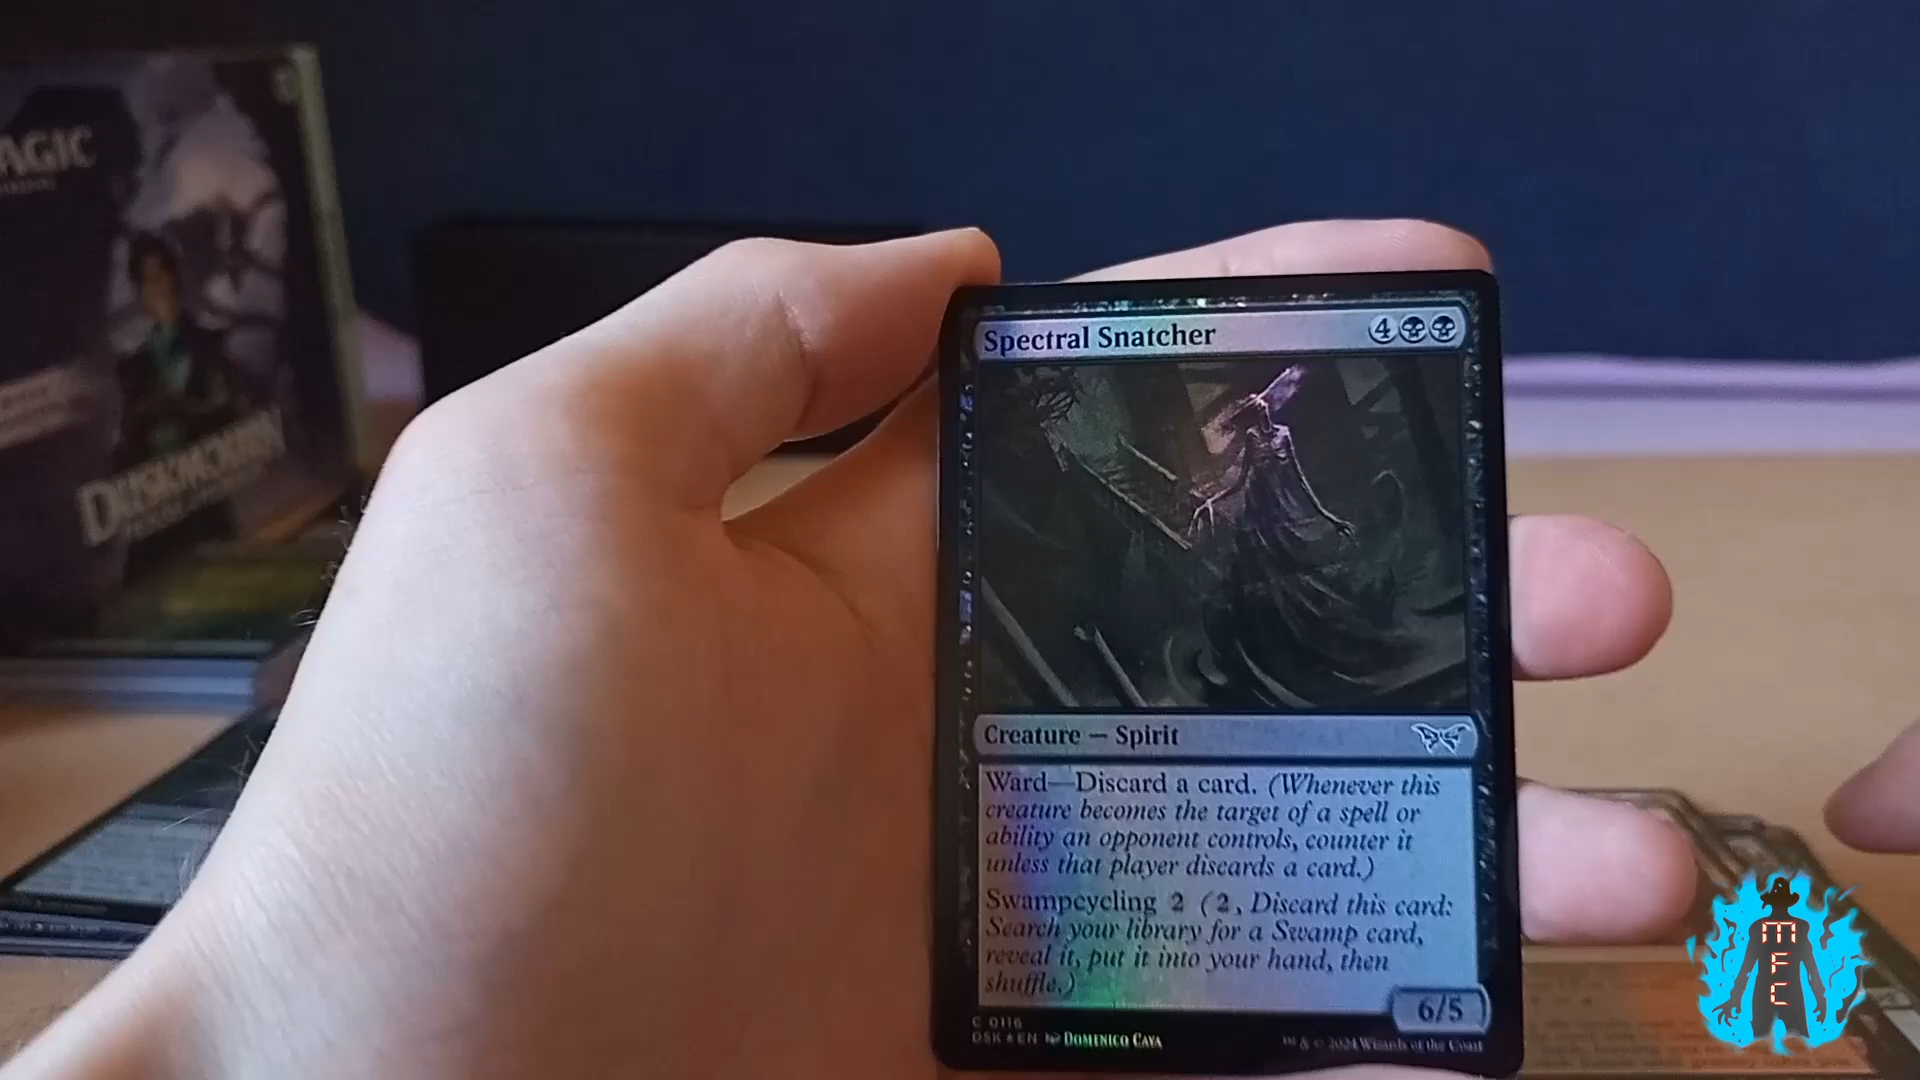 AGIC
DUSKMOURN
Spectral Snatcher
4
Creature — Spirit
Ward—Discard a card. (Whenever this
creature becomes the target of a spell or
ability an opponent controls, counter it
unless that player discards a card.)
Swampcycling 2 (2, Discard this card:
Search your library for a Swamp card,
reveal it, put it into your hand, then
shuffle.)
6/5
C 0116
DSK ★ EN DOMENICO CAVA
™ & © 2024 Wizards of the Coast
MFC